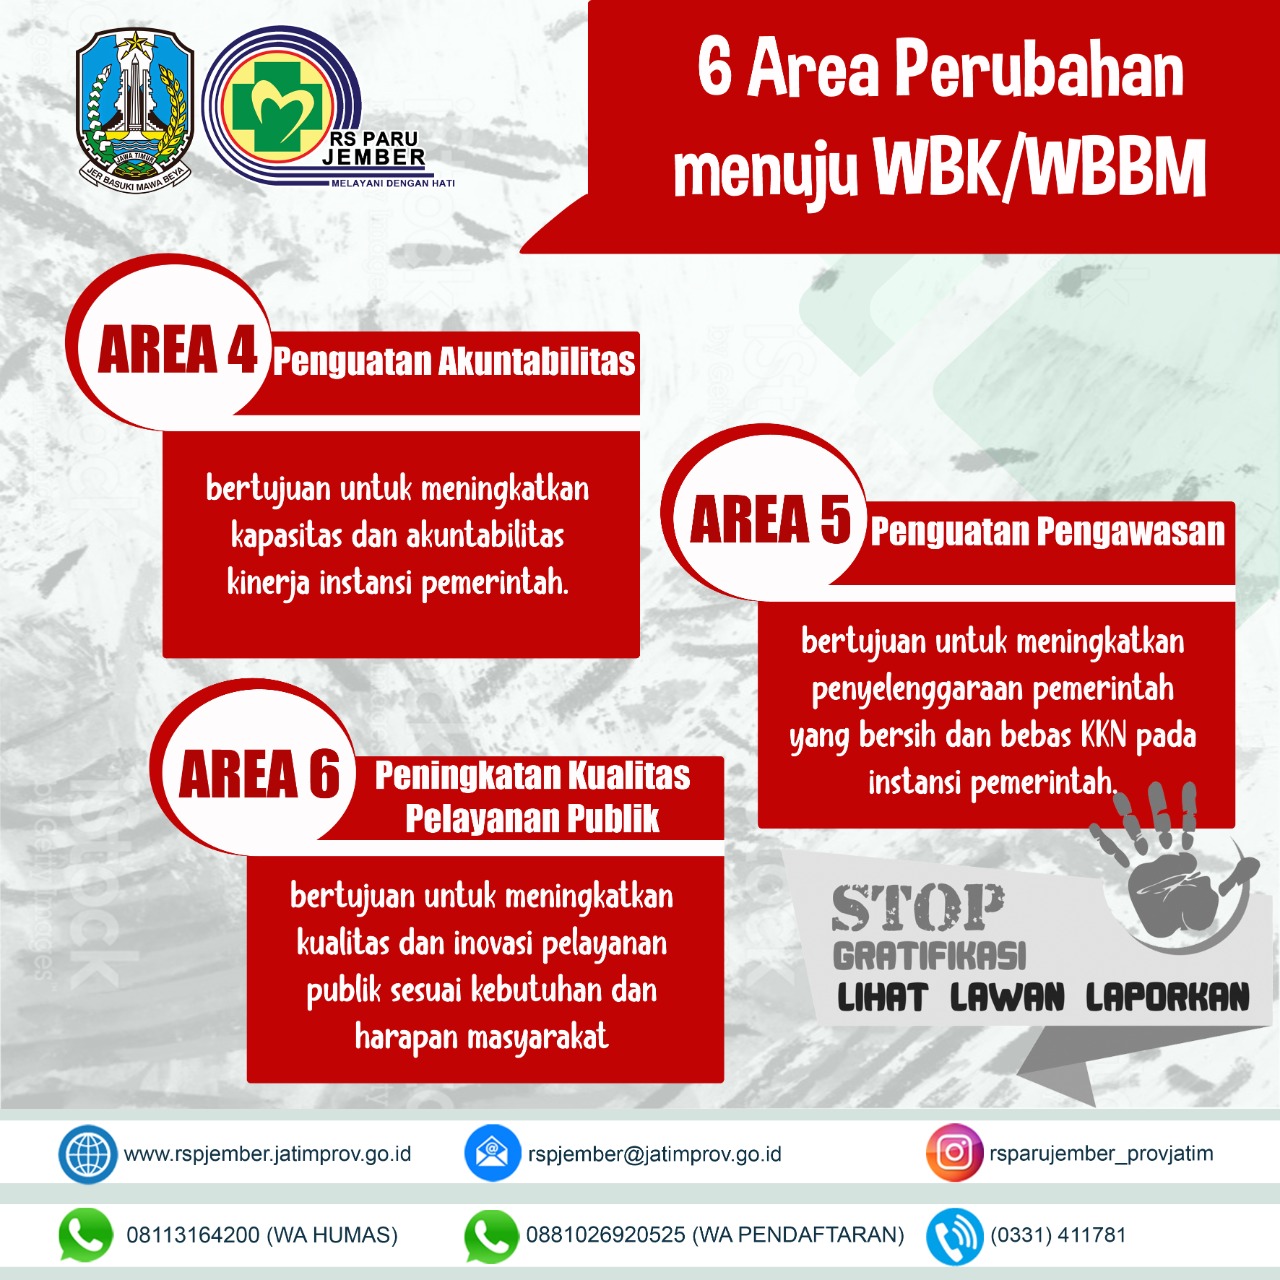 JAWA TIMUR
JER BASUKI MAWA BEYA
RS PARU
JEMBER
MELAYANI DENGAN HATI
6 Area Perubahan
menuju WBK/WBBM
AREA 4
Penguatan Akuntabilitas
bertujuan untuk meningkatkan
kapasitas dan akuntabilitas
kinerja instansi pemerintah.
AREA 5
Penguatan Pengawasan
bertujuan untuk meningkatkan
penyelenggaraan pemerintah
yang bersih dan bebas KKN pada
instansi pemerintah.
AREA 6
Peningkatan Kualitas
Pelayanan Publik
bertujuan untuk meningkatkan
kualitas dan inovasi pelayanan
publik sesuai kebutuhan dan
harapan masyarakat
STOP
GRATIFIKASI
LIHAT LAWAN LAPORKAN
www.rspjember.jatimprov.go.id
rspjember@jatimprov.go.id
rsparujember_provjatim
08113164200 (WA HUMAS)
0881026920525 (WA PENDAFTARAN)
(0331) 411781